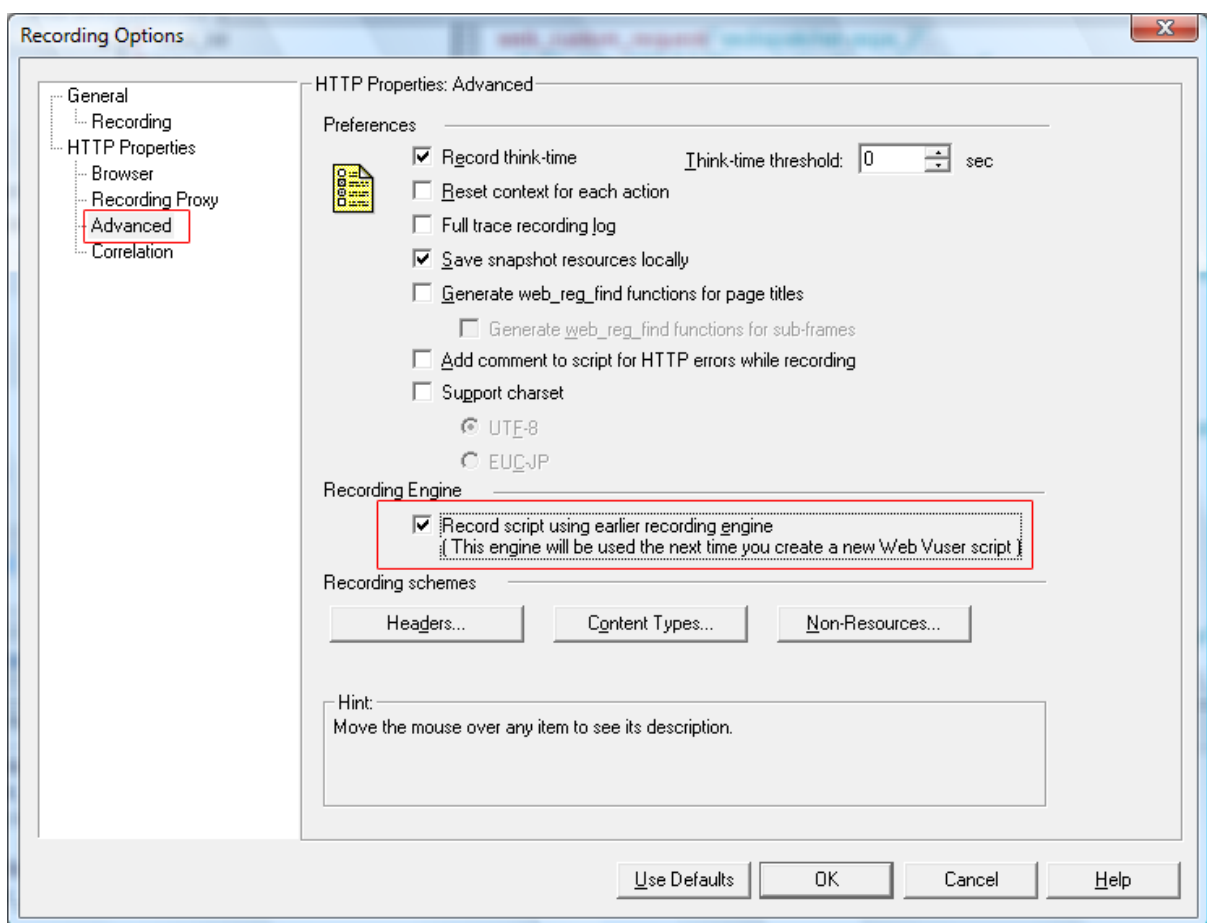 Recording Options
General
Recording
HTTP Properties
Browser
Recording Proxy
Advanced
Correlation
HTTP Properties: Advanced
Preferences
Record think-time
Think-time threshold: 0 sec
Reset context for each action
Full trace recording log
Save snapshot resources locally
Generate web_reg_find functions for page titles
Generate web_reg_find functions for sub-frames
Add comment to script for HTTP errors while recording
Support charset
UTF-8
EUC-JP
Recording Engine
Record script using earlier recording engine
( This engine will be used the next time you create a new Web Vuser script )
Recording schemes
Headers... Content Types... Non-Resources...
Hint:
Move the mouse over any item to see its description.
Use Defaults OK Cancel Help